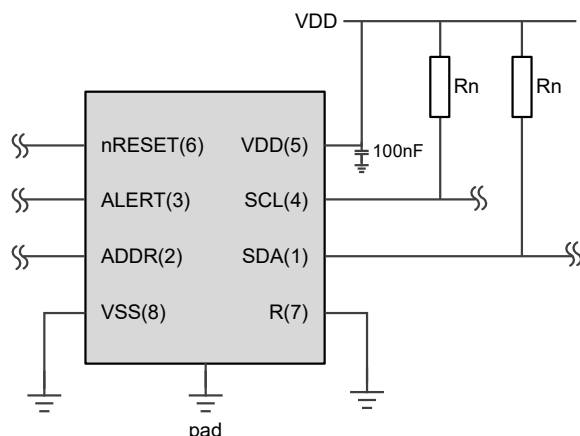 VDD
Rn Rn
nRESET(6) VDD(5) 100nF
ALERT(3) SCL(4)
ADDR(2) SDA(1)
VSS(8) R(7)
pad